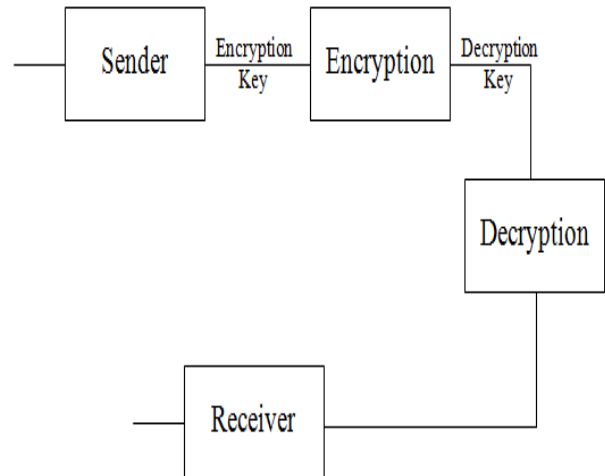 Sender
Encryption
Key
Encryption
Decryption
Key
Decryption
Receiver